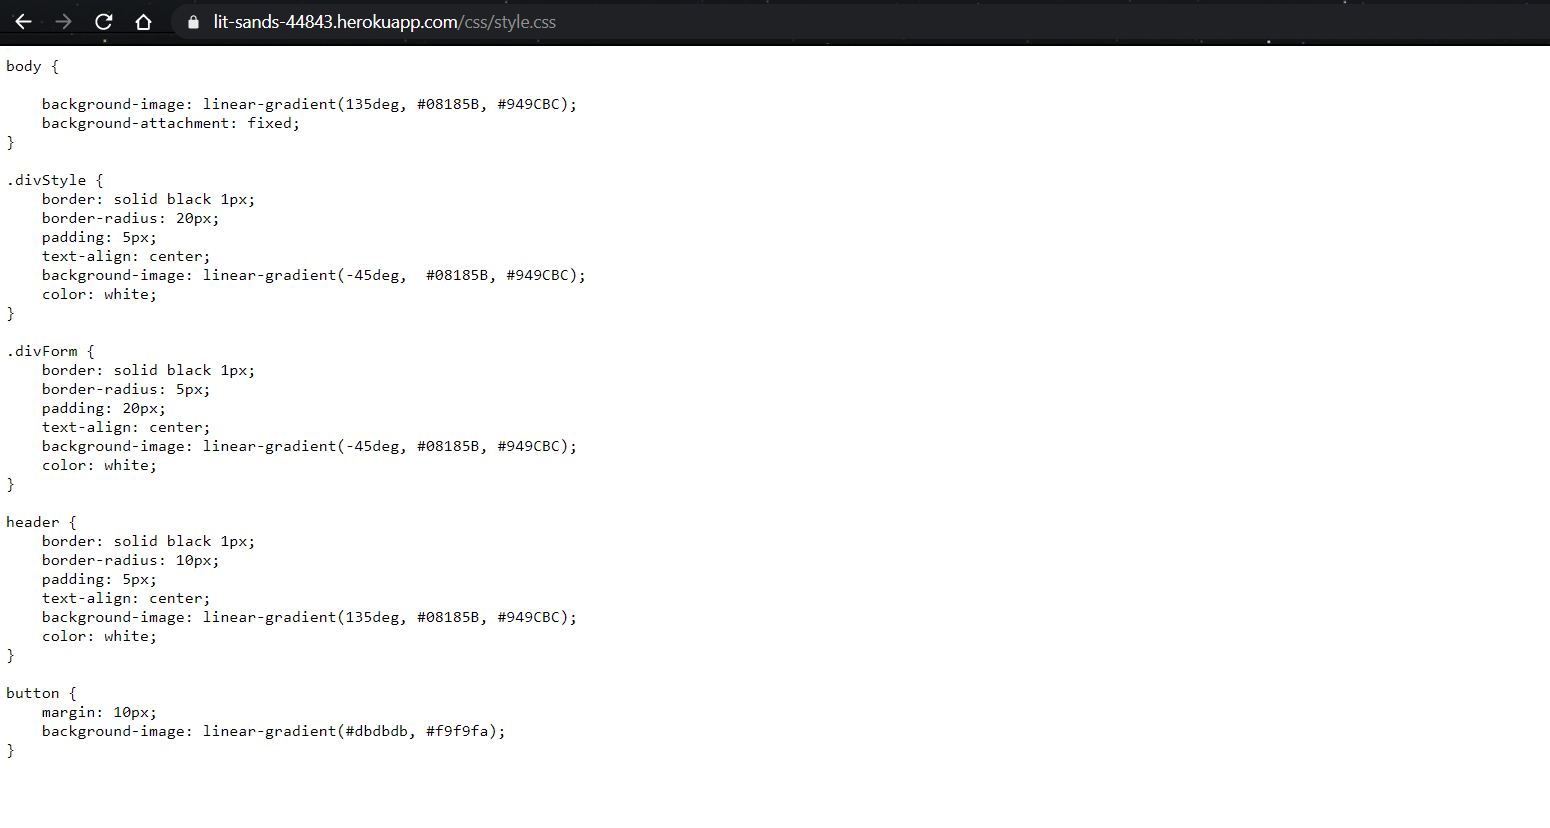 lit-sands-44843.herokuapp.com/css/style.css
body {
    background-image: linear-gradient(135deg, #08185B, #949CBC);
    background-attachment: fixed;
}
.divStyle {
    border: solid black 1px;
    border-radius: 20px;
    padding: 5px;
    text-align: center;
    background-image: linear-gradient(-45deg,  #08185B, #949CBC);
    color: white;
}
.divForm {
    border: solid black 1px;
    border-radius: 5px;
    padding: 20px;
    text-align: center;
    background-image: linear-gradient(-45deg, #08185B, #949CBC);
    color: white;
}
header {
    border: solid black 1px;
    border-radius: 10px;
    padding: 5px;
    text-align: center;
    background-image: linear-gradient(135deg, #08185B, #949CBC);
    color: white;
}
button {
    margin: 10px;
    background-image: linear-gradient(#dbdbdb, #f9f9fa);
}